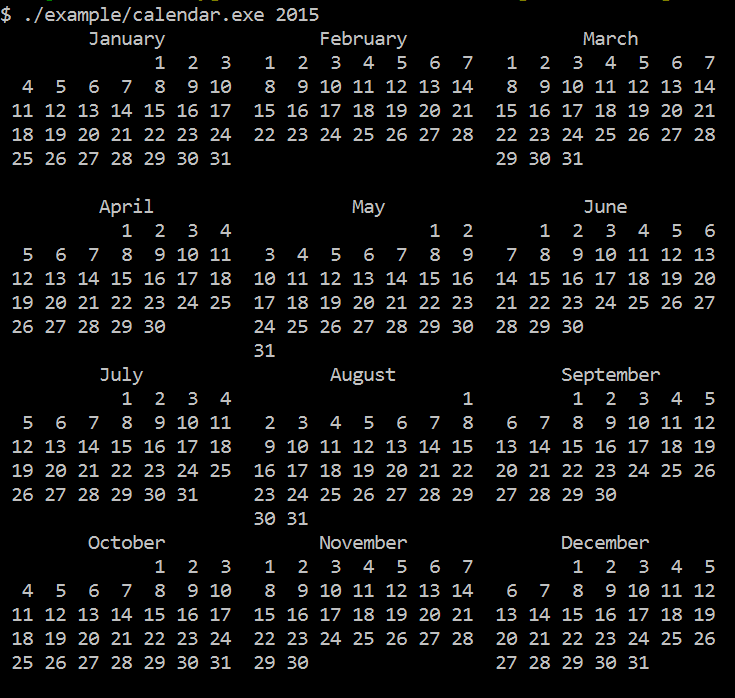 $ ./example/calendar.exe 2015
        January               February                March
              1  2  3   1  2  3  4  5  6  7   1  2  3  4  5  6  7
  4  5  6  7  8  9 10   8  9 10 11 12 13 14   8  9 10 11 12 13 14
 11 12 13 14 15 16 17  15 16 17 18 19 20 21  15 16 17 18 19 20 21
 18 19 20 21 22 23 24  22 23 24 25 26 27 28  22 23 24 25 26 27 28
 25 26 27 28 29 30 31                        29 30 31

         April                  May                  June
           1  2  3  4                  1  2      1  2  3  4  5  6
  5  6  7  8  9 10 11   3  4  5  6  7  8  9   7  8  9 10 11 12 13
 12 13 14 15 16 17 18  10 11 12 13 14 15 16  14 15 16 17 18 19 20
 19 20 21 22 23 24 25  17 18 19 20 21 22 23  21 22 23 24 25 26 27
 26 27 28 29 30        24 25 26 27 28 29 30  28 29 30
                       31
         July                 August               September
           1  2  3  4                     1         1  2  3  4  5
  5  6  7  8  9 10 11   2  3  4  5  6  7  8   6  7  8  9 10 11 12
 12 13 14 15 16 17 18   9 10 11 12 13 14 15  13 14 15 16 17 18 19
 19 20 21 22 23 24 25  16 17 18 19 20 21 22  20 21 22 23 24 25 26
 26 27 28 29 30 31     23 24 25 26 27 28 29  27 28 29 30
                       30 31
        October              November              December
              1  2  3   1  2  3  4  5  6  7         1  2  3  4  5
  4  5  6  7  8  9 10   8  9 10 11 12 13 14   6  7  8  9 10 11 12
 11 12 13 14 15 16 17  15 16 17 18 19 20 21  13 14 15 16 17 18 19
 18 19 20 21 22 23 24  22 23 24 25 26 27 28  20 21 22 23 24 25 26
 25 26 27 28 29 30 31  29 30                 27 28 29 30 31